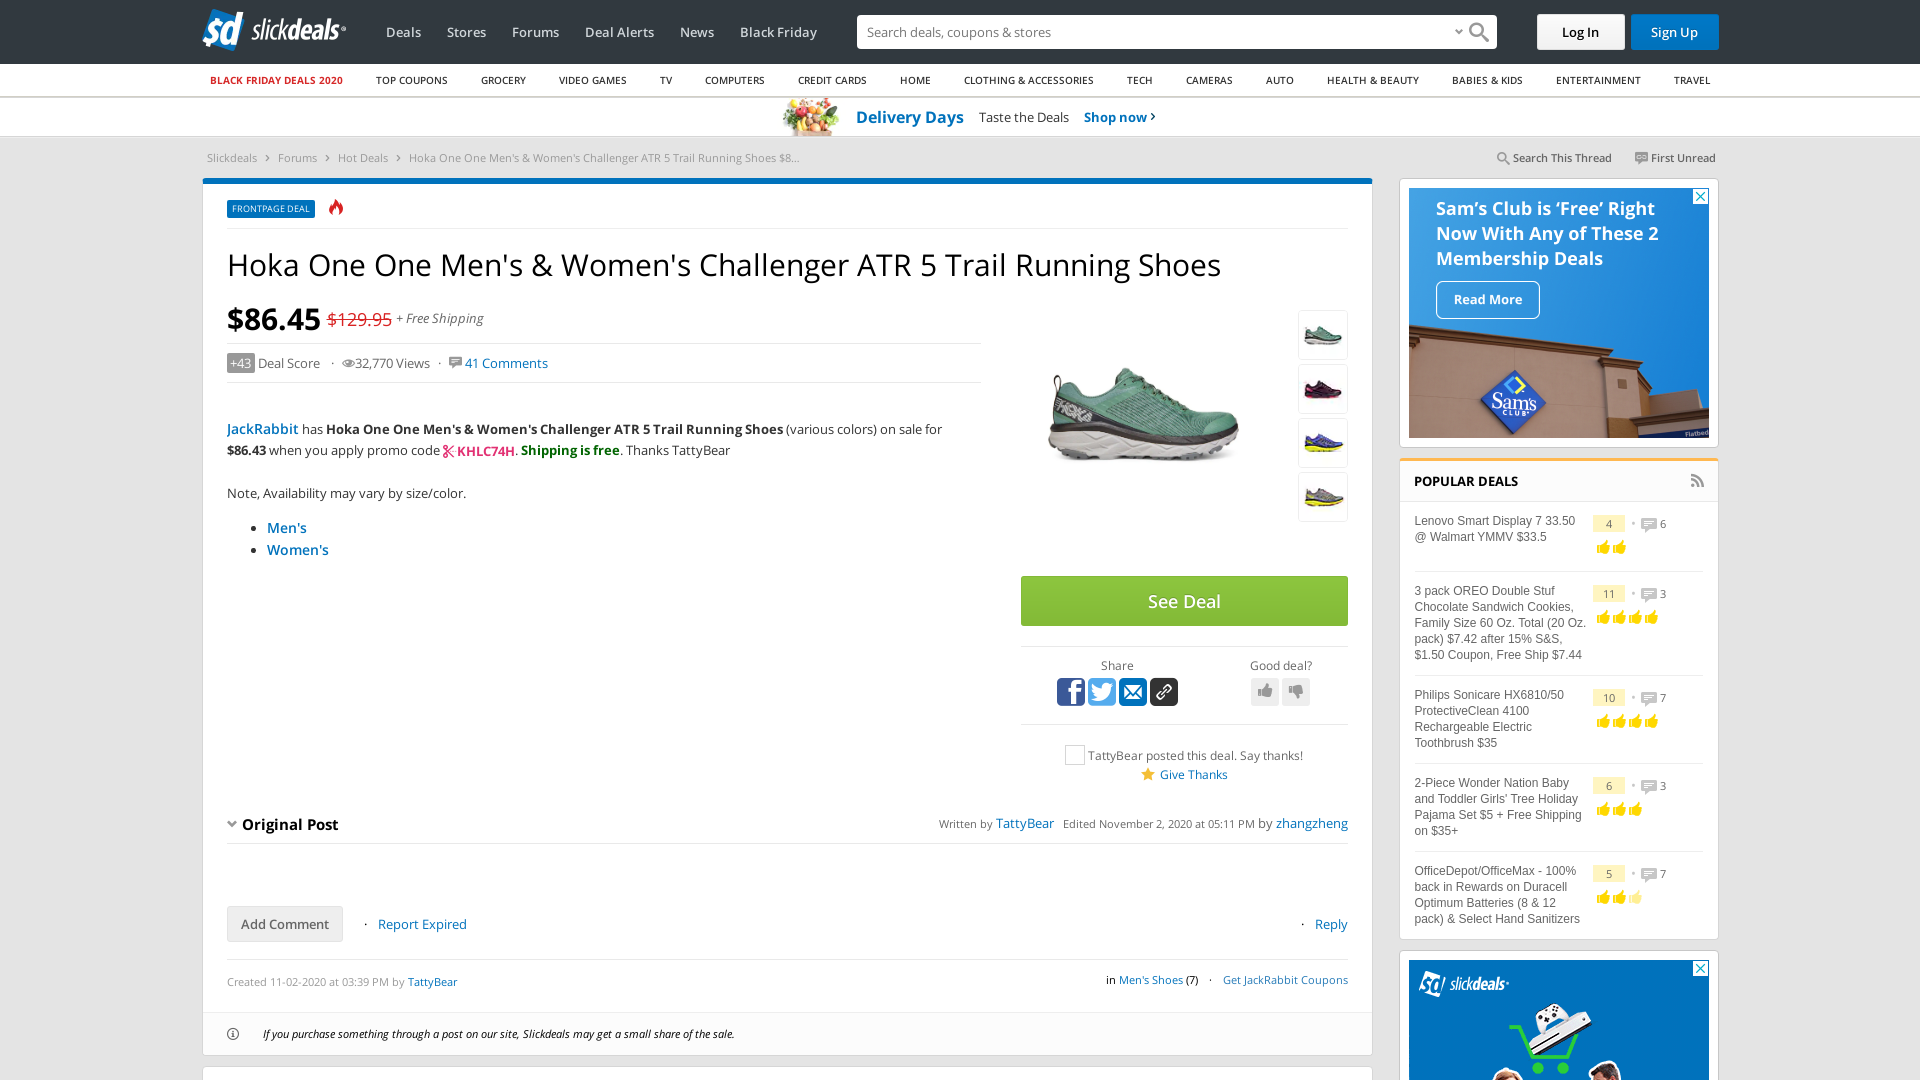 sd slickdeals®
Deals
Stores
Forums
Deal Alerts
News
Black Friday
Search deals, coupons & stores
Log In
Sign Up
BLACK FRIDAY DEALS 2020
TOP COUPONS
GROCERY
VIDEO GAMES
TV
COMPUTERS
CREDIT CARDS
HOME
CLOTHING & ACCESSORIES
TECH
CAMERAS
AUTO
HEALTH & BEAUTY
BABIES & KIDS
ENTERTAINMENT
TRAVEL
Delivery Days Taste the Deals Shop now ›
Slickdeals › Forums › Hot Deals › Hoka One One Men's & Women's Challenger ATR 5 Trail Running Shoes $8...
Search This Thread
First Unread
FRONTPAGE DEAL
Hoka One One Men's & Women's Challenger ATR 5 Trail Running Shoes
$86.45 $129.95 + Free Shipping
+43 Deal Score · 32,770 Views · 41 Comments
JackRabbit has Hoka One One Men's & Women's Challenger ATR 5 Trail Running Shoes (various colors) on sale for
$86.43 when you apply promo code KHLC74H. Shipping is free. Thanks TattyBear
Note, Availability may vary by size/color.
• Men's
• Women's
HOKA
See Deal
Share
Good deal?
TattyBear posted this deal. Say thanks!
Give Thanks
Original Post
Written by TattyBear Edited November 2, 2020 at 05:11 PM by zhangzheng
Add Comment
· Report Expired
· Reply
Created 11-02-2020 at 03:39 PM by TattyBear
in Men's Shoes (7) · Get JackRabbit Coupons
If you purchase something through a post on our site, Slickdeals may get a small share of the sale.
Sam's Club is ‘Free’ Right
Now With Any of These 2
Membership Deals
Read More
Sam's
CLUB
Flatbed
POPULAR DEALS
Lenovo Smart Display 7 33.50
@ Walmart YMMV $33.5
4 · 6
3 pack OREO Double Stuf
Chocolate Sandwich Cookies,
Family Size 60 Oz. Total (20 Oz.
pack) $7.42 after 15% S&S,
$1.50 Coupon, Free Ship $7.44
11 · 3
Philips Sonicare HX6810/50
ProtectiveClean 4100
Rechargeable Electric
Toothbrush $35
10 · 7
2-Piece Wonder Nation Baby
and Toddler Girls' Tree Holiday
Pajama Set $5 + Free Shipping
on $35+
6 · 3
OfficeDepot/OfficeMax - 100%
back in Rewards on Duracell
Optimum Batteries (8 & 12
pack) & Select Hand Sanitizers
5 · 7
sd slickdeals